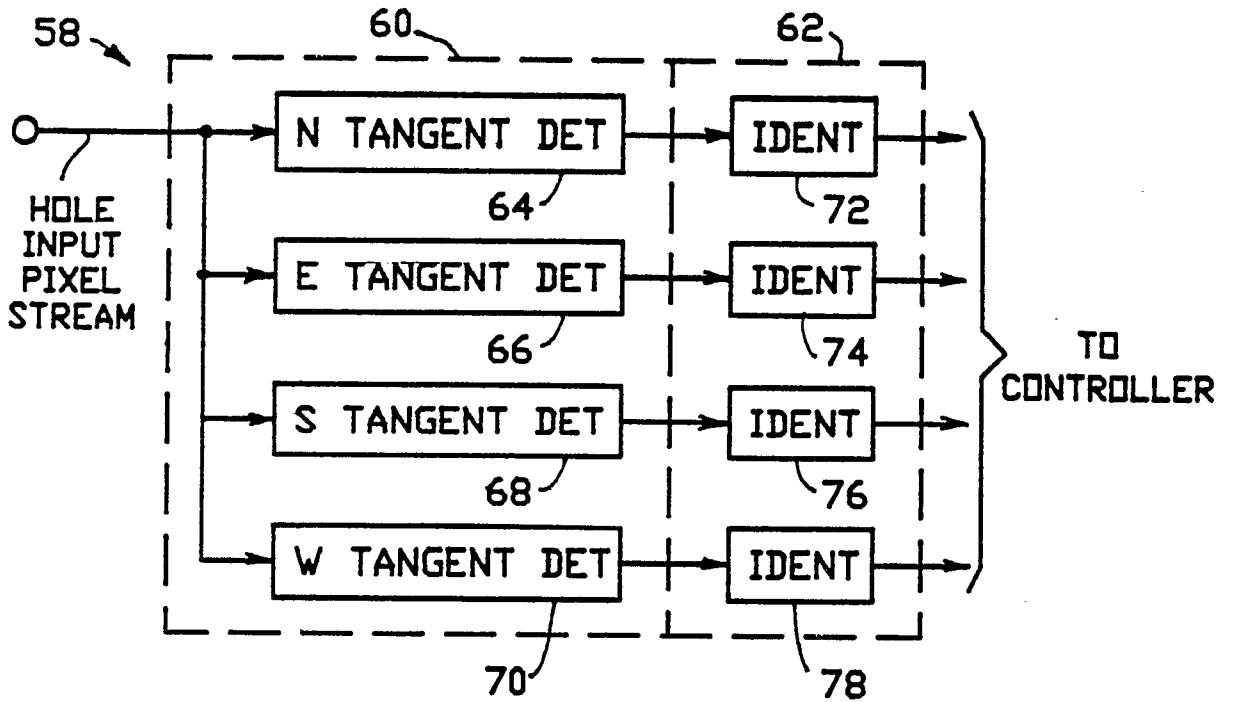 58
60
62
N TANGENT DET
IDENT
64
72
HOLE
INPUT
PIXEL
STREAM
E TANGENT DET
IDENT
66
74
TO
CONTROLLER
S TANGENT DET
IDENT
68
76
W TANGENT DET
IDENT
70
78